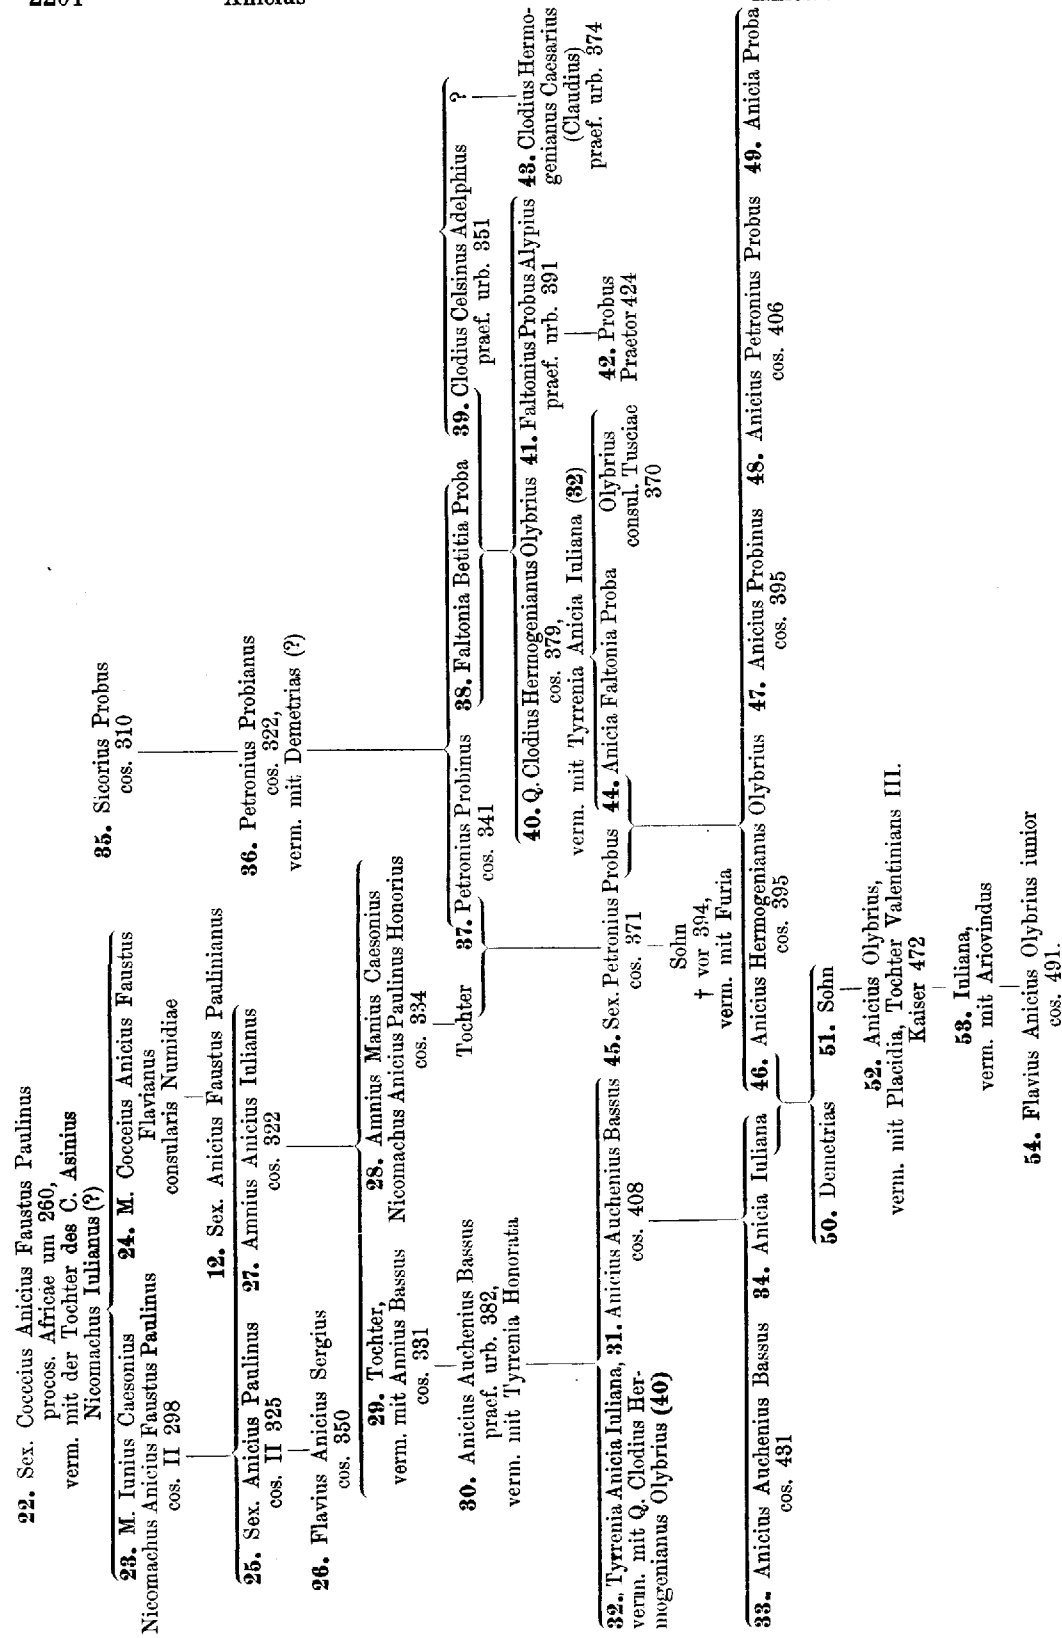 2201
Anicius
22. Sex. Cocceius Anicius Faustus Paulinus
procos. Africae um 260,
verm. mit der Tochter des C. Asinius
Nicomachus Iulianus (?)
23. M. Iunius Caesonius
Nicomachus Anicius Faustus Paulinus
cos. II 298
24. M. Cocceius Anicius Faustus
Flavianus
consularis Numidiae
12. Sex. Anicius Faustus Paulinianus
25. Sex. Anicius Paulinus
cos. II 325
27. Amnius Anicius Iulianus
cos. 322
26. Flavius Anicius Sergius
cos. 350
29. Tochter,
verm. mit Annius Bassus
cos. 331
28. Amnius Manius Caesonius
Nicomachus Anicius Paulinus Honorius
cos. 334
30. Anicius Auchenius Bassus
praef. urb. 382,
verm. mit Tyrrenia Honorata
Tochter
35. Sicorius Probus
cos. 310
36. Petronius Probianus
cos. 322,
verm. mit Demetrias (?)
37. Petronius Probinus
cos. 341
38. Faltonia Betitia Proba
39. Clodius Celsinus Adelphius
praef. urb. 351
?
40. Q. Clodius Hermogenianus Olybrius
cos. 379,
verm. mit Tyrrenia Anicia Iuliana (32)
41. Faltonius Probus Alypius
praef. urb. 391
43. Clodius Hermo-
genianus Caesarius
(Claudius)
praef. urb. 374
42. Probus
Praetor 424
32., Tyrrenia Anicia Iuliana,
verm. mit Q. Clodius Her-
mogenianus Olybrius (40)
31. Anicius Auchenius Bassus
cos. 408
45. Sex. Petronius Probus
cos. 371
44. Anicia Faltonia Proba
Olybrius
consul. Tusciae
370
Sohn
† vor 394,
verm. mit Furia
33. Anicius Auchenius Bassus
cos. 431
34. Anicia Iuliana
46. Anicius Hermogenianus Olybrius
cos. 395
47. Anicius Probinus
cos. 395
48. Anicius Petronius Probus
cos. 406
49. Anicia Proba
50. Demetrias
51. Sohn
52. Anicius Olybrius,
verm. mit Placidia, Tochter Valentinians III.
Kaiser 472
53. Iuliana,
verm. mit Ariovindus
54. Flavius Anicius Olybrius iunior
cos. 491.